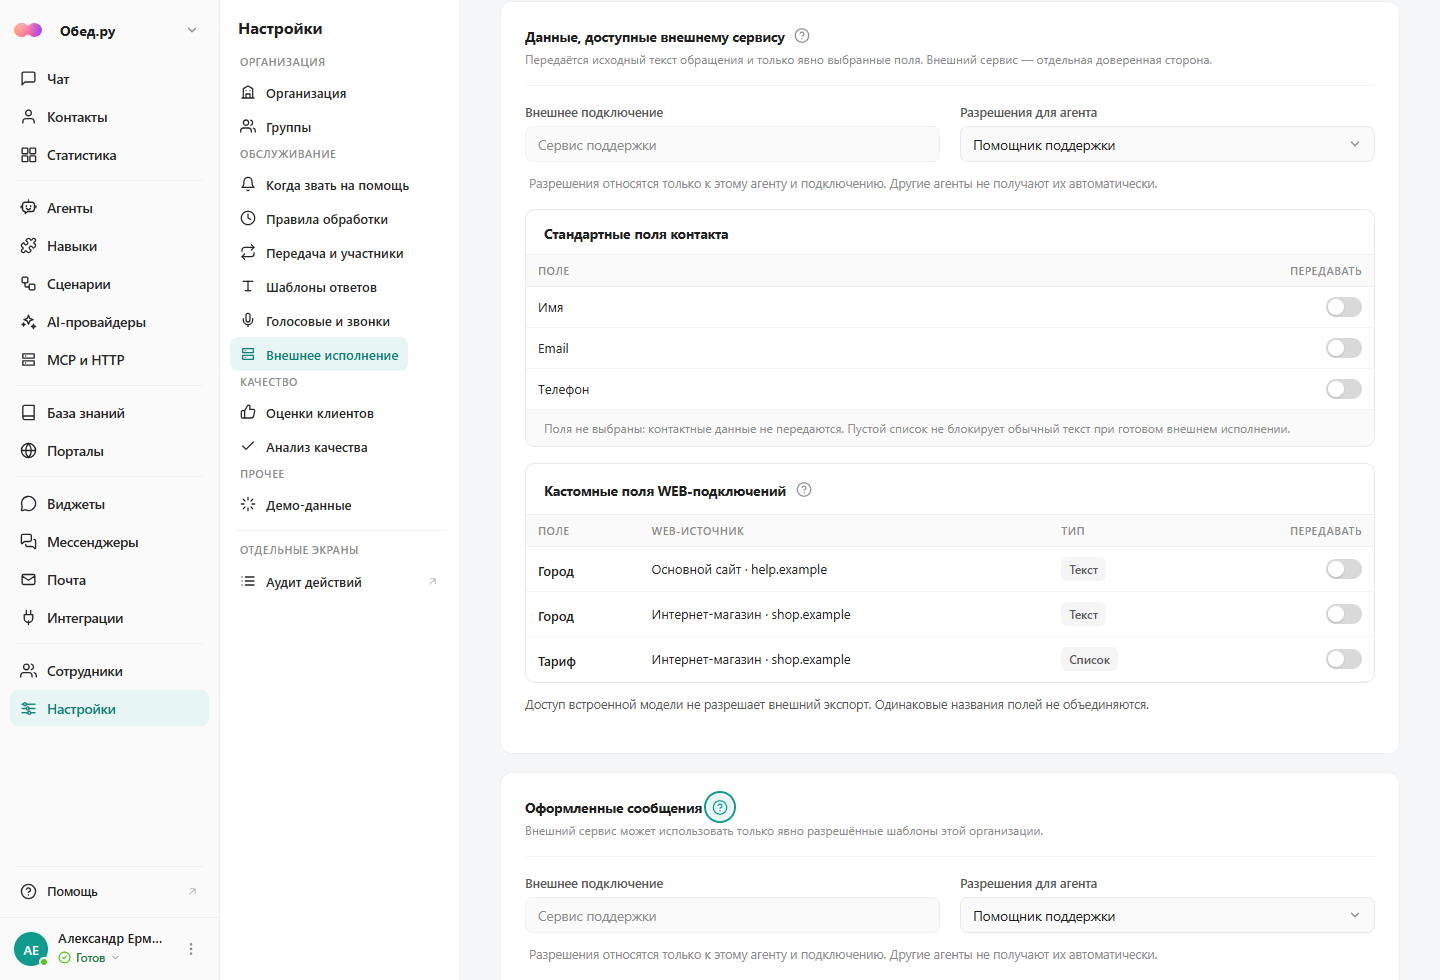 Обед.ру
Чат
Контакты
Статистика
Агенты
Навыки
Сценарии
AI-провайдеры
MCP и HTTP
База знаний
Порталы
Виджеты
Мессенджеры
Почта
Интеграции
Сотрудники
Настройки
Помощь
АЕ
Александр Ерм...
Готов
Настройки
ОРГАНИЗАЦИЯ
Организация
Группы
ОБСЛУЖИВАНИЕ
Когда звать на помощь
Правила обработки
Передача и участники
Шаблоны ответов
Голосовые и звонки
Внешнее исполнение
КАЧЕСТВО
Оценки клиентов
Анализ качества
ПРОЧЕЕ
Демо-данные
ОТДЕЛЬНЫЕ ЭКРАНЫ
Аудит действий
Данные, доступные внешнему сервису
Передаётся исходный текст обращения и только явно выбранные поля. Внешний сервис — отдельная доверенная сторона.
Внешнее подключение
Разрешения для агента
Сервис поддержки
Помощник поддержки
Разрешения относятся только к этому агенту и подключению. Другие агенты не получают их автоматически.
Стандартные поля контакта
ПОЛЕ ПЕРЕДАВАТЬ
Имя
Email
Телефон
Поля не выбраны: контактные данные не передаются. Пустой список не блокирует обычный текст при готовом внешнем исполнении.
Кастомные поля WEB-подключений
ПОЛЕ WEB-ИСТОЧНИК ТИП ПЕРЕДАВАТЬ
Город Основной сайт · help.example Текст
Город Интернет-магазин · shop.example Текст
Тариф Интернет-магазин · shop.example Список
Доступ встроенной модели не разрешает внешний экспорт. Одинаковые названия полей не объединяются.
Оформленные сообщения
Внешний сервис может использовать только явно разрешённые шаблоны этой организации.
Внешнее подключение
Разрешения для агента
Сервис поддержки
Помощник поддержки
Разрешения относятся только к этому агенту и подключению. Другие агенты не получают их автоматически.